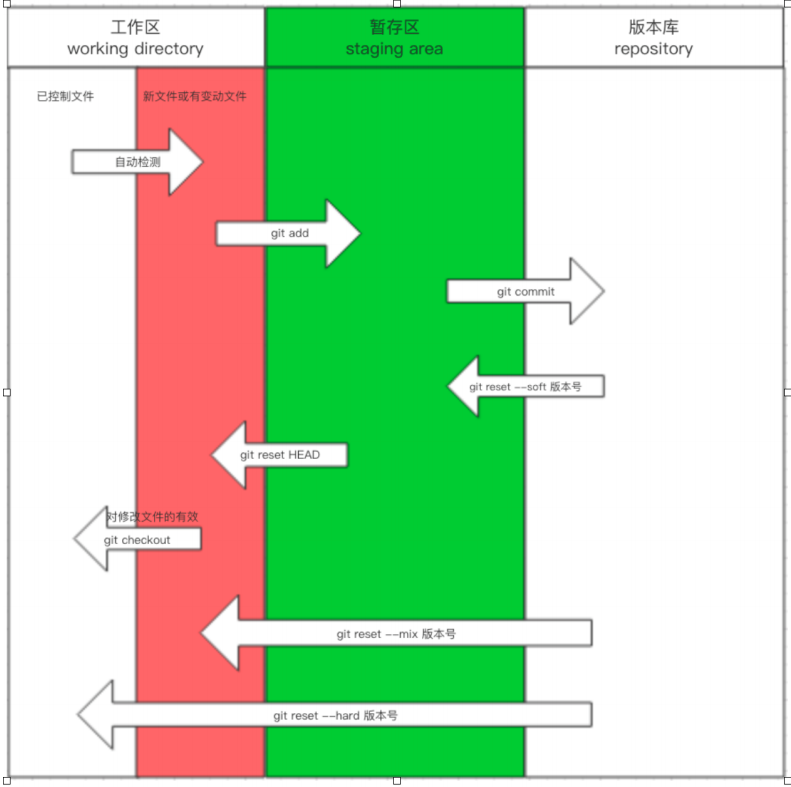 工作区
working directory
暂存区
staging area
版本库
repository
已控制文件
新文件或有变动文件
自动检测
git add
git commit
git reset --soft 版本号
git reset HEAD
对修改文件的有效
git checkout
git reset --mix 版本号
git reset --hard 版本号